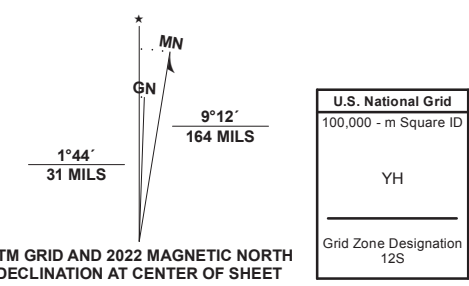 ★
MN
GN
9°12´
164 MILS
1°44´
31 MILS
TM GRID AND 2022 MAGNETIC NORTH
DECLINATION AT CENTER OF SHEET
U.S. National Grid
100,000 - m Square ID
YH
Grid Zone Designation
12S